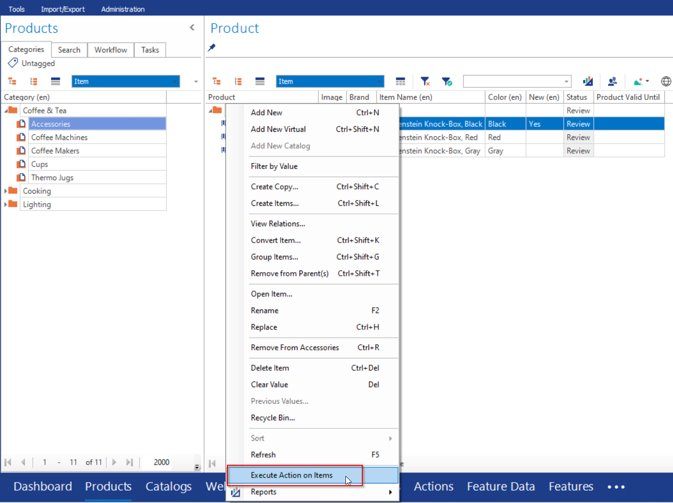 Tools Import/Export Administration
Products
Categories Search Workflow Tasks
Untagged
Item
Category (en)
Coffee & Tea
Accessories
Coffee Machines
Coffee Makers
Cups
Thermo Jugs
Cooking
Lighting
1 - 11 of 11 2000
Product
Item
Product Image Brand Item Name (en) Color (en) New (en) Status Product Valid Until
Review
enstein Knock-Box, Black Black Yes Review
enstein Knock-Box, Red Red Review
enstein Knock-Box, Gray Gray Review
Add New Ctrl+N
Add New Virtual Ctrl+Shift+N
Add New Catalog
Filter by Value
Create Copy... Ctrl+Shift+C
Create Items... Ctrl+Shift+L
View Relations...
Convert Item... Ctrl+Shift+K
Group Items... Ctrl+Shift+G
Remove from Parent(s) Ctrl+Shift+T
Open Item...
Rename F2
Replace Ctrl+H
Remove From Accessories Ctrl+R
Delete Item Ctrl+Del
Clear Value Del
Previous Values...
Recycle Bin...
Sort
Refresh F5
Execute Action on Items
Reports
Dashboard Products Catalogs We Actions Feature Data Features